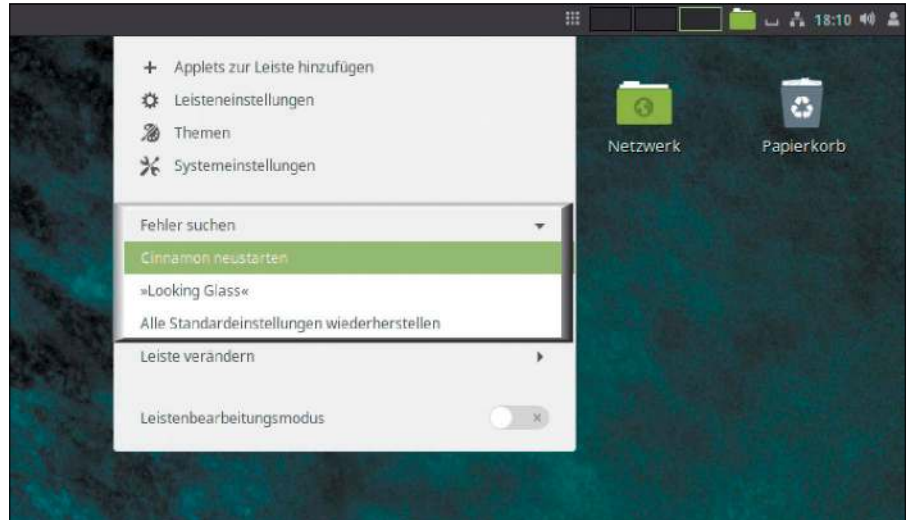 18:10
Applets zur Leiste hinzufügen
Leisteneinstellungen
Themen
Systemeinstellungen
Netzwerk
Papierkorb
Fehler suchen
Cinnamon neustarten
»Looking Glass«
Alle Standardeinstellungen wiederherstellen
Leiste verändern
Leistenbearbeitungsmodus